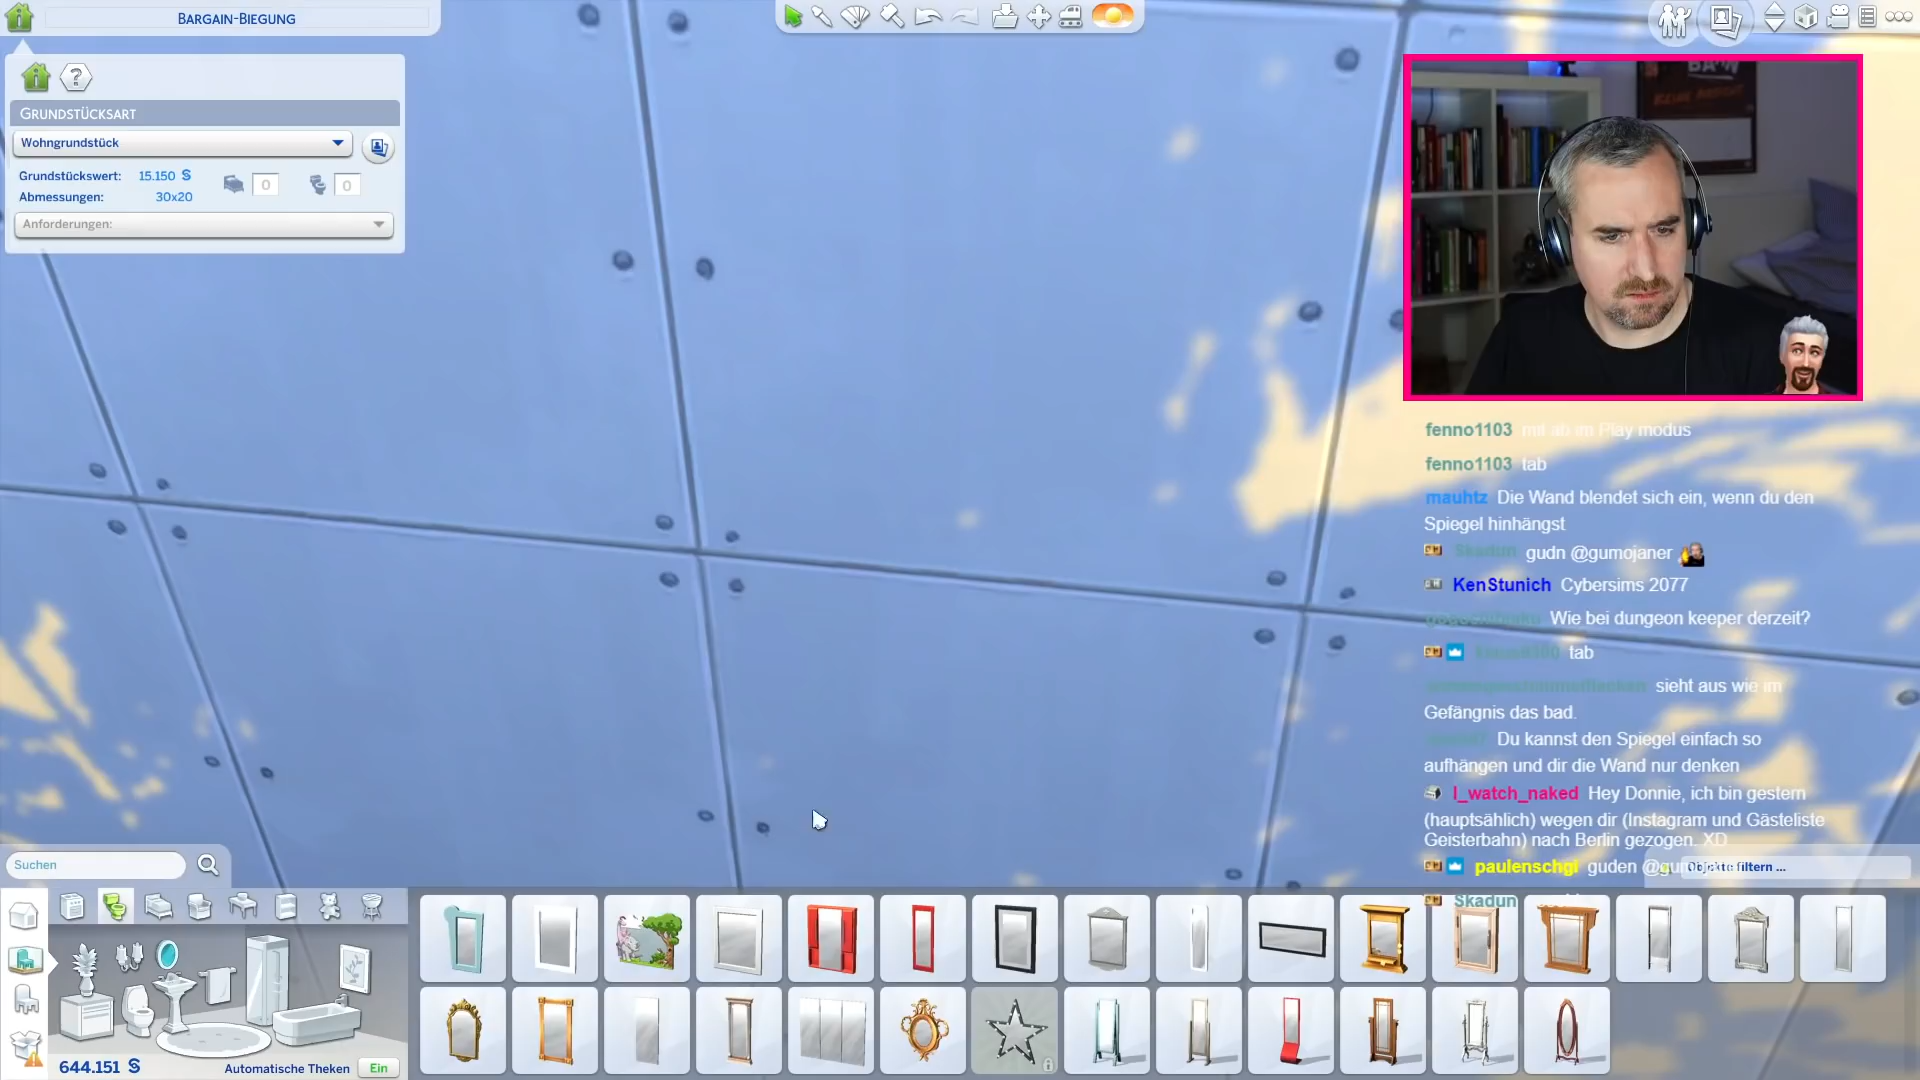 BARGAIN-BIEGUNG
GRUNDSTÜCKSART
Wohngrundstück
Grundstückswert: 15.150
Abmessungen: 30x20
0
0
Anforderungen:
fenno1103 mit ab im Play modus
fenno1103 tab
mauhtz Die Wand blendet sich ein, wenn du den
Spiegel hinhängst
Skadun gudn @gumojaner
KenStunich Cybersims 2077
Wie bei dungeon keeper derzeit?
tab
sieht aus wie im
Gefängnis das bad.
Du kannst den Spiegel einfach so
aufhängen und dir die Wand nur denken
I_watch_naked Hey Donnie, ich bin gestern
(hauptsählich) wegen dir (Instagram und Gästeliste
Geisterbahn) nach Berlin gezogen. XD
paulenschgi guden
Objekte filtern ...
Skadun
Suchen
644.151
Automatische Theken Ein